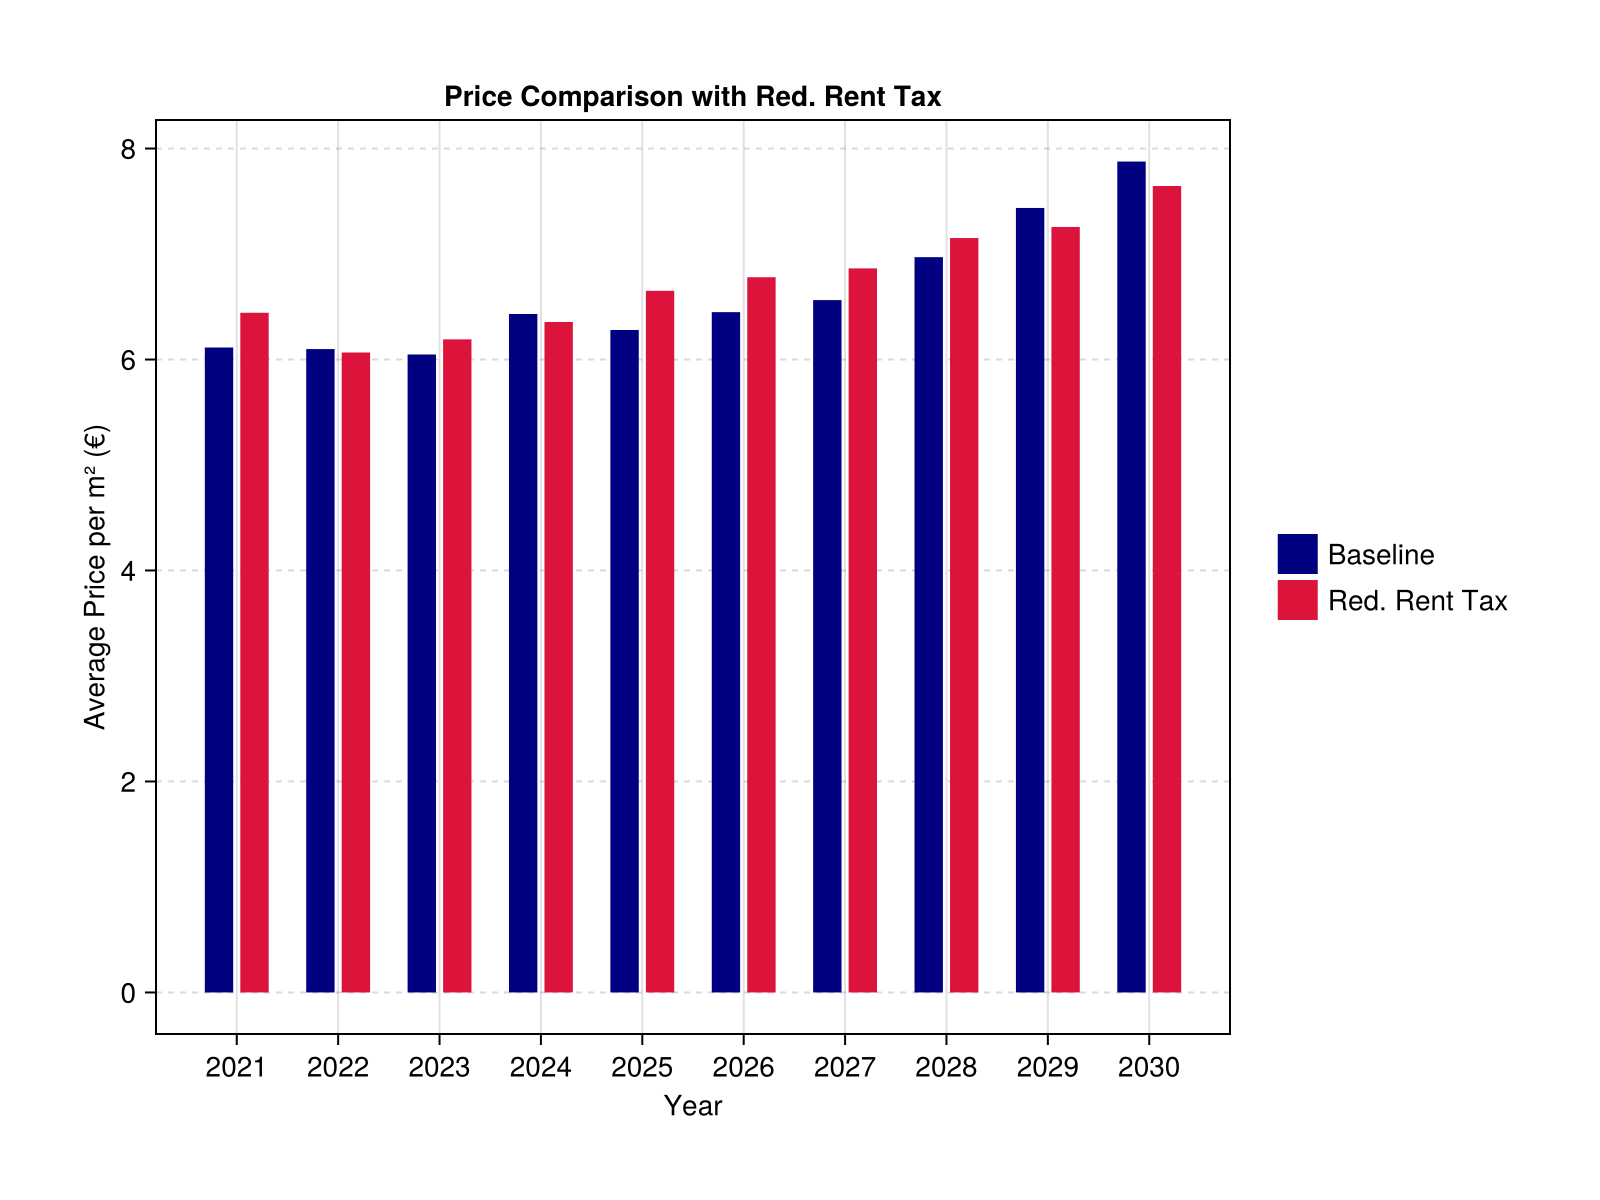 Price Comparison with Red. Rent Tax
8
6
4
2
0
Average Price per m² (€)
2021 2022 2023 2024 2025 2026 2027 2028 2029 2030
Year
Baseline
Red. Rent Tax